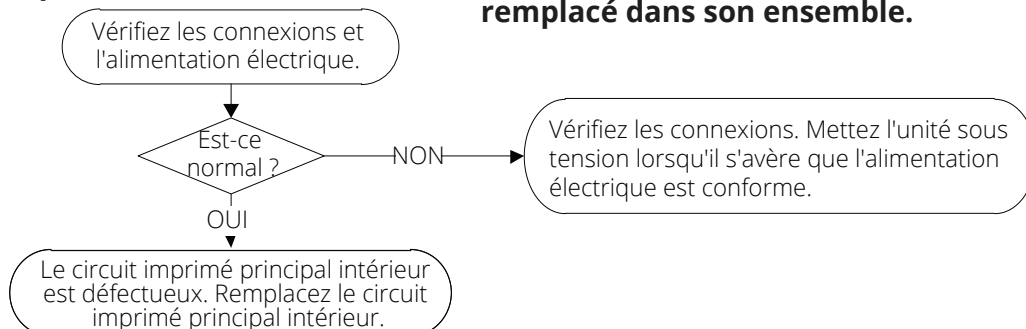 remplacé dans son ensemble.
Vérifiez les connexions et
l'alimentation électrique.
Est-ce
normal ?
NON
Vérifiez les connexions. Mettez l'unité sous
tension lorsqu'il s'avère que l'alimentation
électrique est conforme.
OUI
Le circuit imprimé principal intérieur
est défectueux. Remplacez le circuit
imprimé principal intérieur.